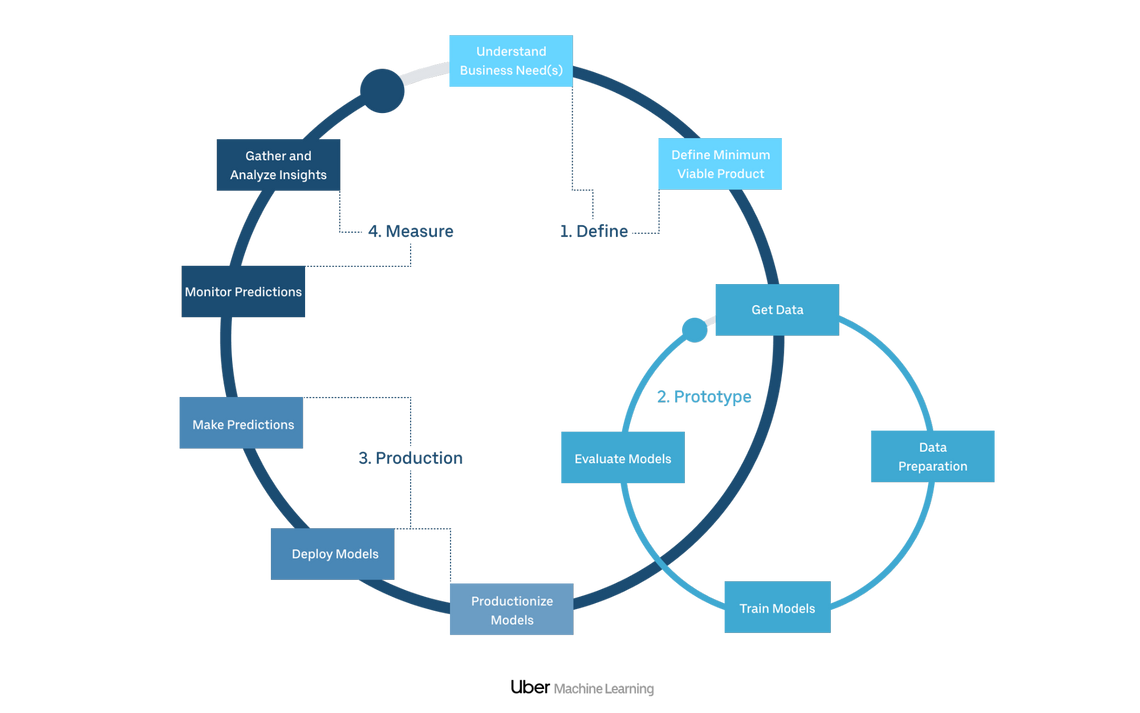 Understand
Business Need(s)
Define Minimum
Viable Product
1. Define
Get Data
Data
Preparation
Train Models
Evaluate Models
2. Prototype
Productionize
Models
Deploy Models
Make Predictions
3. Production
Monitor Predictions
Gather and
Analyze Insights
4. Measure
Uber Machine Learning